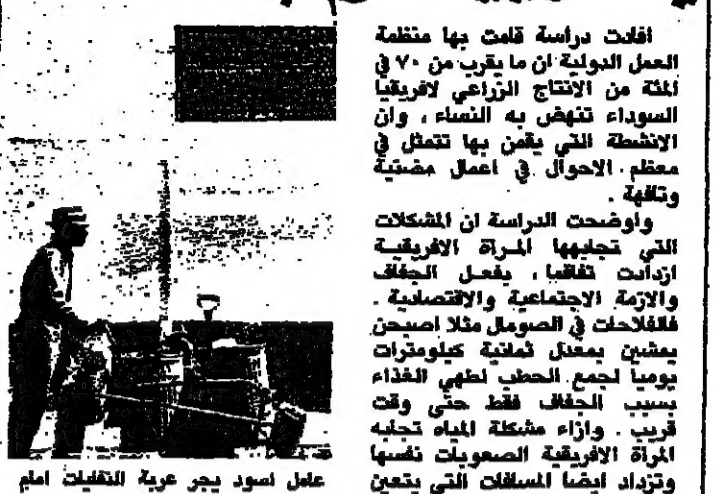 افادت دراسة قامت بها منظمة
العمل الدولية ان ما يقرب من ٧٠ في
المئة من الانتاج الزراعي لافريقيا
السوداء تنهض به النساء ، وان
الانشطة التي يقمن بها تتمثل في
معظم الاحوال في اعمال مضنية
وتافهة .
واوضحت الدراسة ان المشكلات
التي تجابهها المرأة الافريقية
ازدادت تفاقما ، بفعل الجفاف
والازمة الاجتماعية والاقتصادية .
فالفلاحات في الصومال مثلا اصبحن
يمشين بمعدل ثمانية كيلومترات
يوميا لجمع الحطب لطهي الغذاء
بسبب الجفاف فقط حتى وقت
قريب . وازاء مشكلة المياه تجابه
المرأة الافريقية الصعوبات نفسها
وتزداد ايضا المسافات التي يتعين
عامل اسود يجر عربة النفايات امام